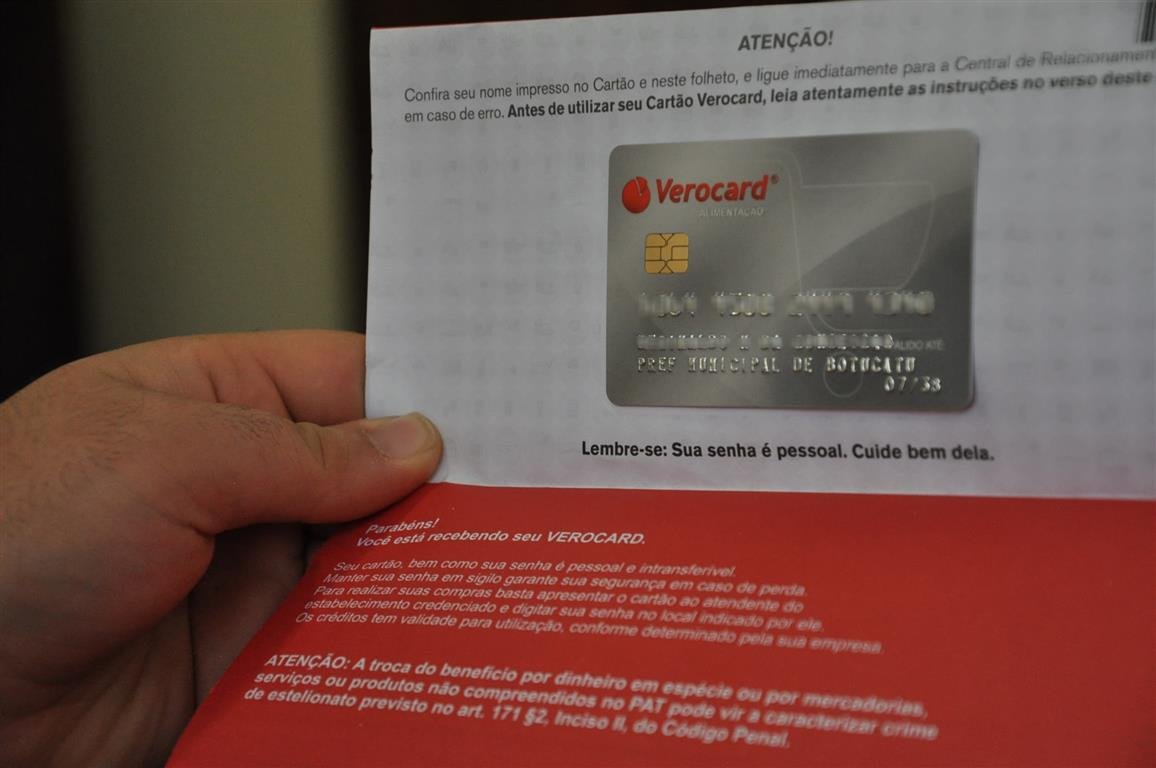 ATENÇÃO!
Confira seu nome impresso no Cartão e neste folheto, e ligue imediatamente para a Central de Relacionamento
em caso de erro. Antes de utilizar seu Cartão Verocard, leia atentamente as instruções no verso deste
Verocard®
ALIMENTAÇÃO
VÁLIDO ATÉ
PREF MUNICIPAL DE BOTUCATU
07/38
Lembre-se: Sua senha é pessoal. Cuide bem dela.
Parabéns!
Você está recebendo seu VEROCARD.
Seu cartão, bem como sua senha é pessoal e intransferível.
Manter sua senha em sigilo garante sua segurança em caso de perda.
Para realizar suas compras basta apresentar o cartão ao atendente do
estabelecimento credenciado e digitar sua senha no local indicado por ele.
Os créditos tem validade para utilização, conforme determinado pela sua empresa.
ATENÇÃO: A troca do benefício por dinheiro em espécie ou por mercadorias,
serviços ou produtos não compreendidos no PAT pode vir a caracterizar crime
de estelionato previsto no art. 171 §2, Inciso II, do Código Penal.